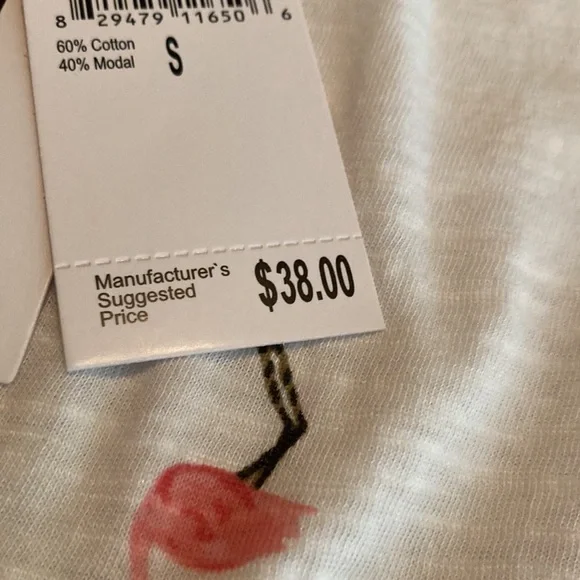 8 29479 11650 6
60% Cotton
40% Modal
S
Manufacturer`s
Suggested
Price
$38.00